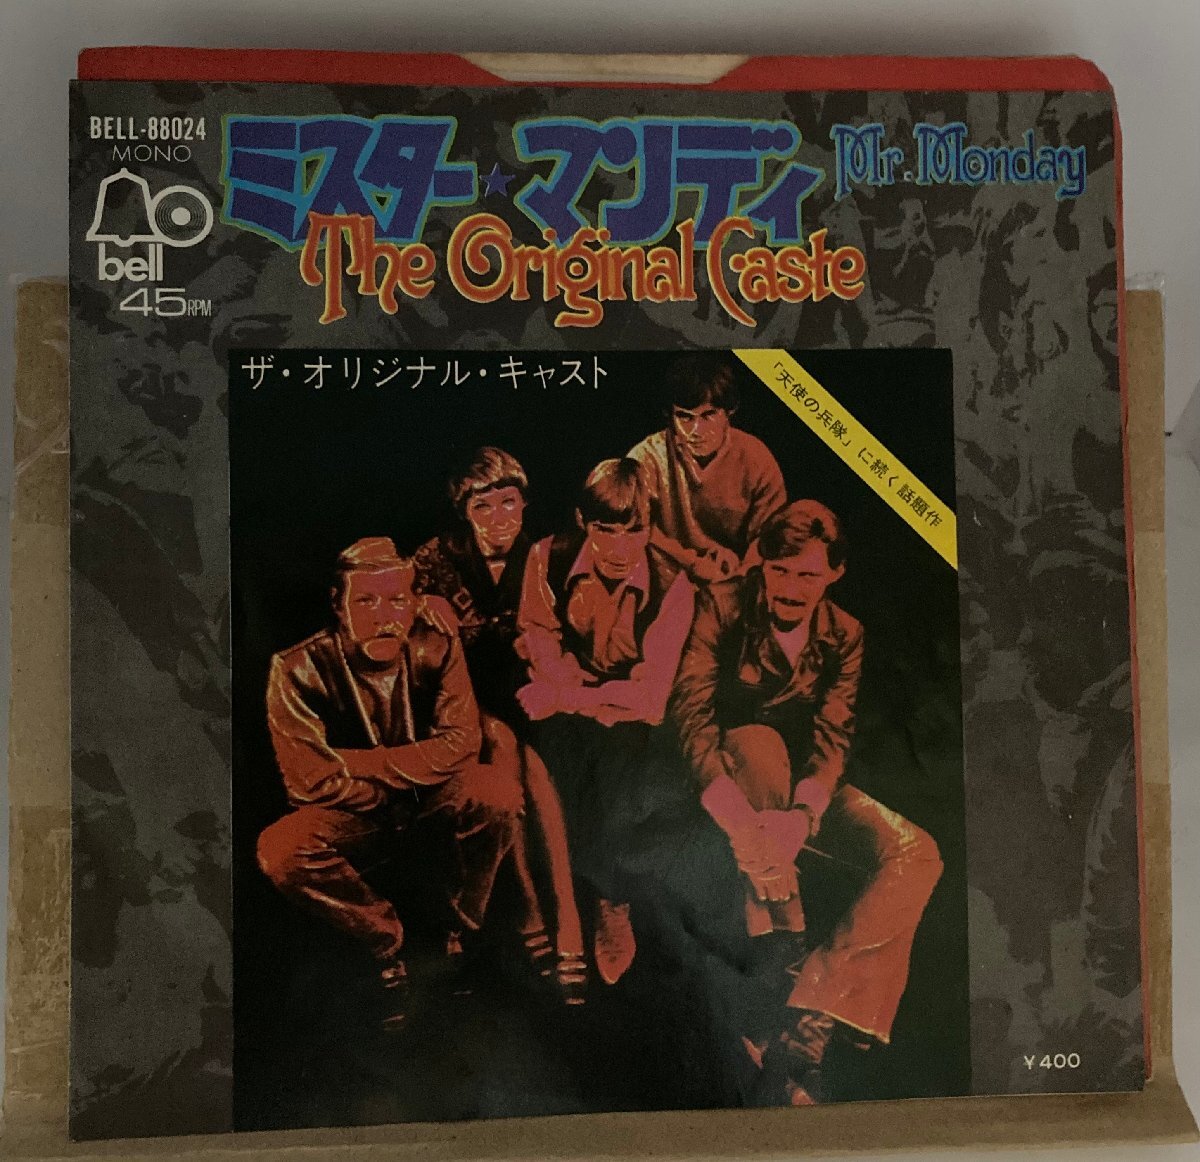 BELL-88024
MONO
bell
45RPM
ミスター★マンディ
Mr. Monday
The Original Caste
ザ・オリジナル・キャスト
「天使の兵隊」に続く話題作
¥400